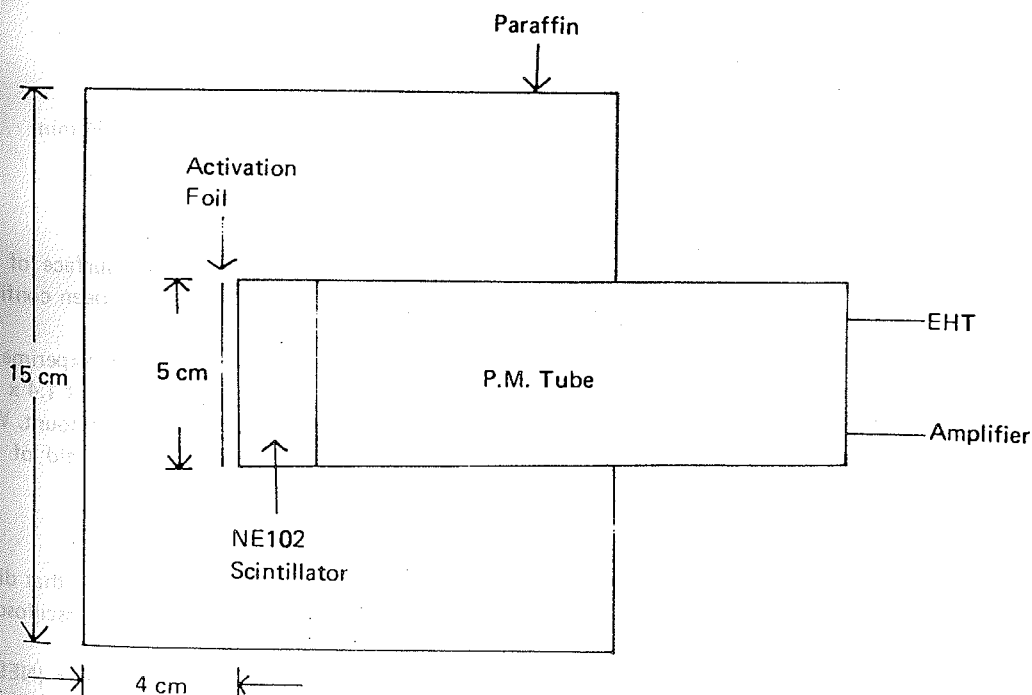 Paraffin
Activation
Foil
EHT
15 cm
5 cm
P.M. Tube
Amplifier
NE102
Scintillator
4 cm